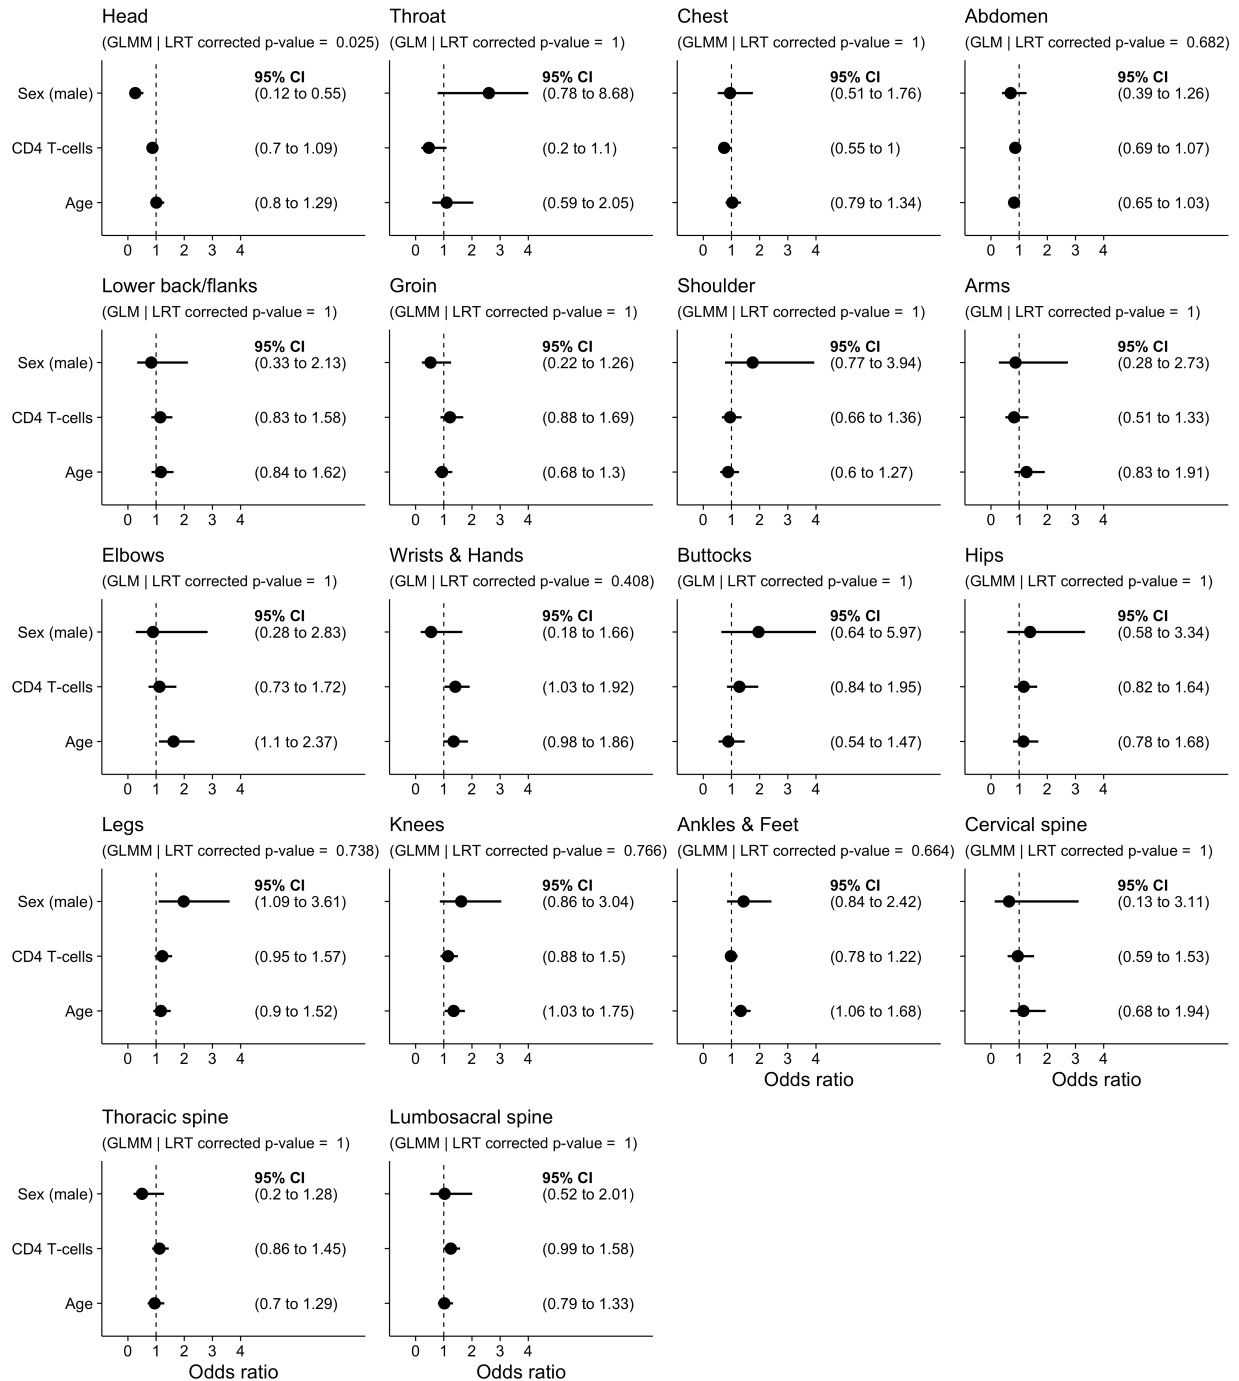 Head
(GLMM | LRT corrected p-value =  0.025)
95% CI
Sex (male) (0.12 to 0.55)
CD4 T-cells (0.7 to 1.09)
Age (0.8 to 1.29)
0 1 2 3 4
Throat
(GLM | LRT corrected p-value =  1)
95% CI
(0.78 to 8.68)
(0.2 to 1.1)
(0.59 to 2.05)
0 1 2 3 4
Chest
(GLMM | LRT corrected p-value =  1)
95% CI
(0.51 to 1.76)
(0.55 to 1)
(0.79 to 1.34)
0 1 2 3 4
Abdomen
(GLM | LRT corrected p-value =  0.682)
95% CI
(0.39 to 1.26)
(0.69 to 1.07)
(0.65 to 1.03)
0 1 2 3 4
Lower back/flanks
(GLM | LRT corrected p-value =  1)
95% CI
Sex (male) (0.33 to 2.13)
CD4 T-cells (0.83 to 1.58)
Age (0.84 to 1.62)
0 1 2 3 4
Groin
(GLMM | LRT corrected p-value =  1)
95% CI
(0.22 to 1.26)
(0.88 to 1.69)
(0.68 to 1.3)
0 1 2 3 4
Shoulder
(GLMM | LRT corrected p-value =  1)
95% CI
(0.77 to 3.94)
(0.66 to 1.36)
(0.6 to 1.27)
0 1 2 3 4
Arms
(GLM | LRT corrected p-value =  1)
95% CI
(0.28 to 2.73)
(0.51 to 1.33)
(0.83 to 1.91)
0 1 2 3 4
Elbows
(GLM | LRT corrected p-value =  1)
95% CI
Sex (male) (0.28 to 2.83)
CD4 T-cells (0.73 to 1.72)
Age (1.1 to 2.37)
0 1 2 3 4
Wrists & Hands
(GLM | LRT corrected p-value =  0.408)
95% CI
(0.18 to 1.66)
(1.03 to 1.92)
(0.98 to 1.86)
0 1 2 3 4
Buttocks
(GLM | LRT corrected p-value =  1)
95% CI
(0.64 to 5.97)
(0.84 to 1.95)
(0.54 to 1.47)
0 1 2 3 4
Hips
(GLMM | LRT corrected p-value =  1)
95% CI
(0.58 to 3.34)
(0.82 to 1.64)
(0.78 to 1.68)
0 1 2 3 4
Legs
(GLMM | LRT corrected p-value =  0.738)
95% CI
Sex (male) (1.09 to 3.61)
CD4 T-cells (0.95 to 1.57)
Age (0.9 to 1.52)
0 1 2 3 4
Knees
(GLMM | LRT corrected p-value =  0.766)
95% CI
(0.86 to 3.04)
(0.88 to 1.5)
(1.03 to 1.75)
0 1 2 3 4
Ankles & Feet
(GLMM | LRT corrected p-value =  0.664)
95% CI
(0.84 to 2.42)
(0.78 to 1.22)
(1.06 to 1.68)
0 1 2 3 4
Odds ratio
Cervical spine
(GLMM | LRT corrected p-value =  1)
95% CI
(0.13 to 3.11)
(0.59 to 1.53)
(0.68 to 1.94)
0 1 2 3 4
Odds ratio
Thoracic spine
(GLMM | LRT corrected p-value =  1)
95% CI
Sex (male) (0.2 to 1.28)
CD4 T-cells (0.86 to 1.45)
Age (0.7 to 1.29)
0 1 2 3 4
Odds ratio
Lumbosacral spine
(GLMM | LRT corrected p-value =  1)
95% CI
(0.52 to 2.01)
(0.99 to 1.58)
(0.79 to 1.33)
0 1 2 3 4
Odds ratio